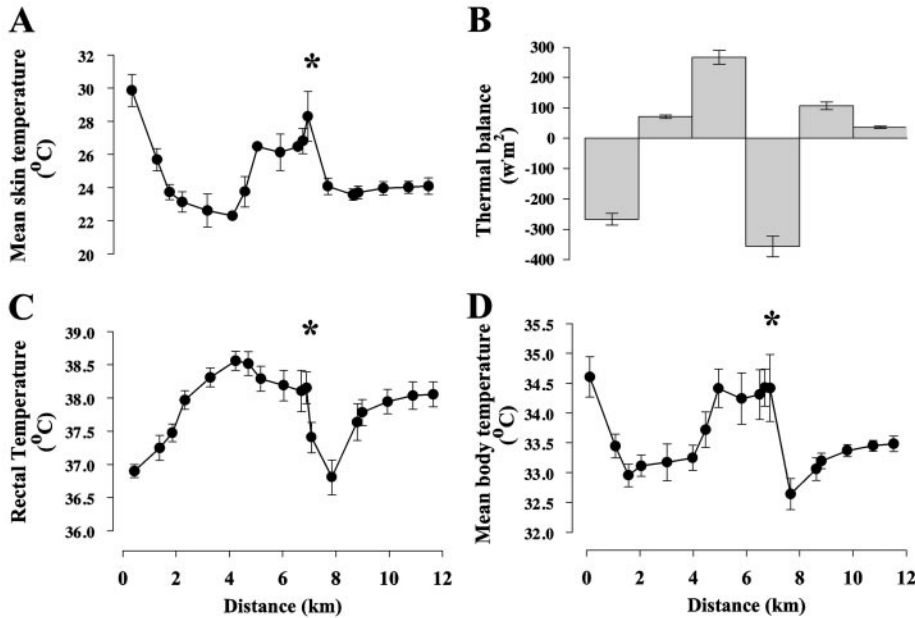 A
Mean skin temperature
(⁰C)
32
30
28
26
24
22
20
*
B
Thermal balance
(w·m²)
300
200
100
0
-100
-200
-300
-400
C
Rectal Temperature
(⁰C)
39.0
38.5
38.0
37.5
37.0
36.5
36.0
*
0 2 4 6 8 10 12
Distance (km)
D
Mean body temperature
(⁰C)
35.5
35.0
34.5
33.5
33.0
32.5
32.0
*
0 2 4 6 8 10 12
Distance (km)